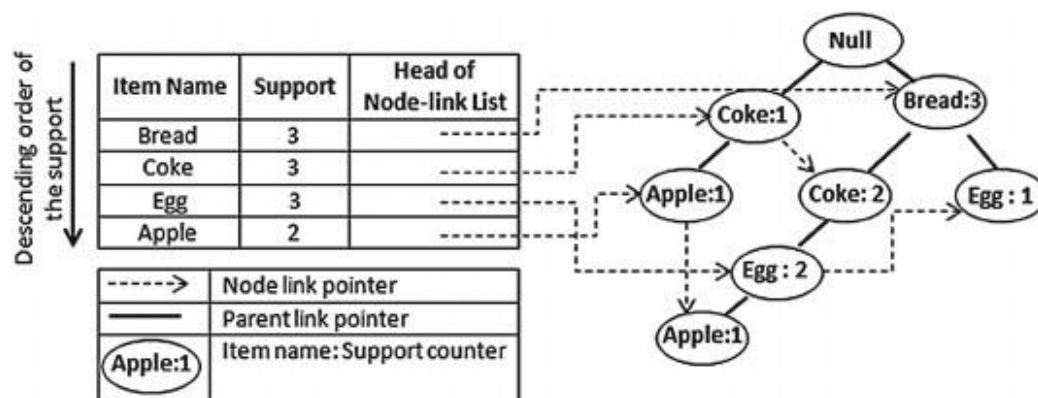 Descending order of
the support
Item Name Support Head of
Node-link List
Bread 3
Coke 3
Egg 3
Apple 2
Node link pointer
Parent link pointer
Apple:1 Item name: Support counter
Null
Coke:1 Bread:3
Apple:1 Coke: 2 Egg : 1
Egg : 2
Apple:1